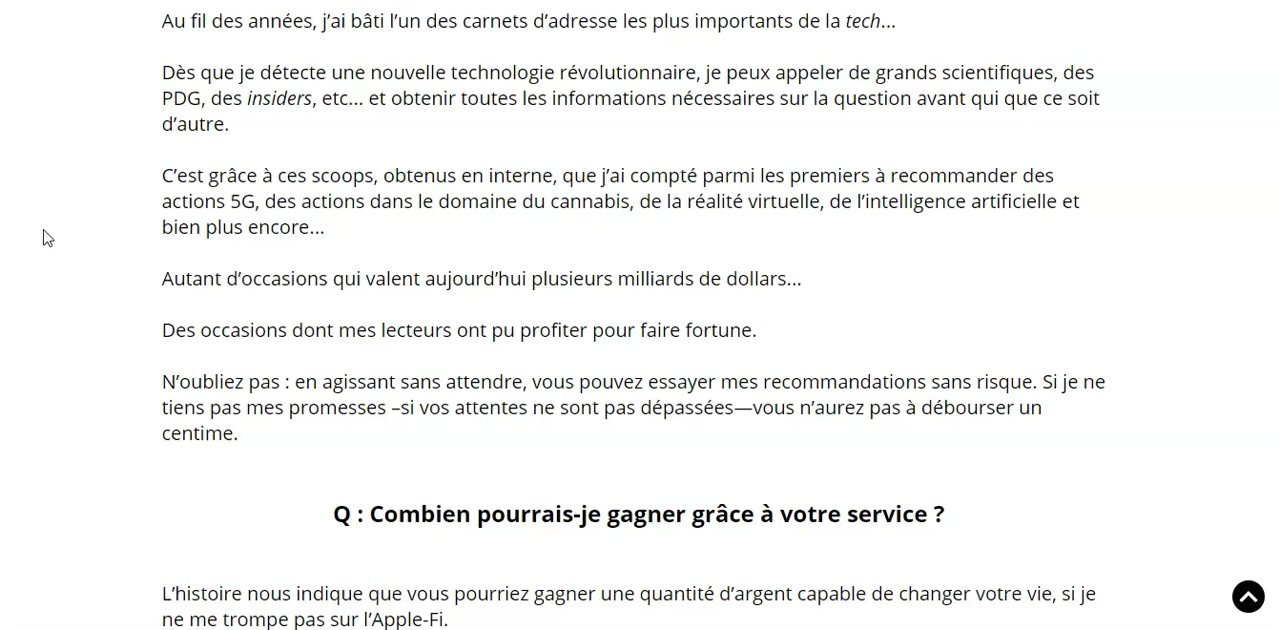 Au fil des années, j’ai bâti l’un des carnets d’adresse les plus importants de la tech...
Dès que je détecte une nouvelle technologie révolutionnaire, je peux appeler de grands scientifiques, des
PDG, des insiders, etc... et obtenir toutes les informations nécessaires sur la question avant qui que ce soit
d’autre.
C’est grâce à ces scoops, obtenus en interne, que j’ai compté parmi les premiers à recommander des
actions 5G, des actions dans le domaine du cannabis, de la réalité virtuelle, de l’intelligence artificielle et
bien plus encore...
Autant d’occasions qui valent aujourd’hui plusieurs milliards de dollars...
Des occasions dont mes lecteurs ont pu profiter pour faire fortune.
N’oubliez pas : en agissant sans attendre, vous pouvez essayer mes recommandations sans risque. Si je ne
tiens pas mes promesses –si vos attentes ne sont pas dépassées—vous n’aurez pas à débourser un
centime.
Q : Combien pourrais-je gagner grâce à votre service ?
L’histoire nous indique que vous pourriez gagner une quantité d’argent capable de changer votre vie, si je
ne me trompe pas sur l’Apple-Fi.